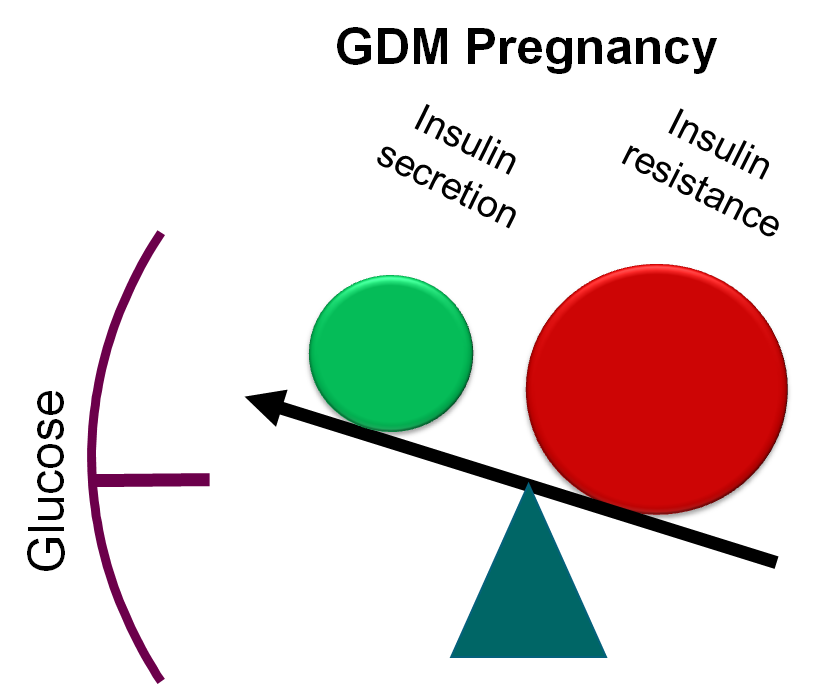 GDM Pregnancy
Insulin
secretion
Insulin
resistance
Glucose